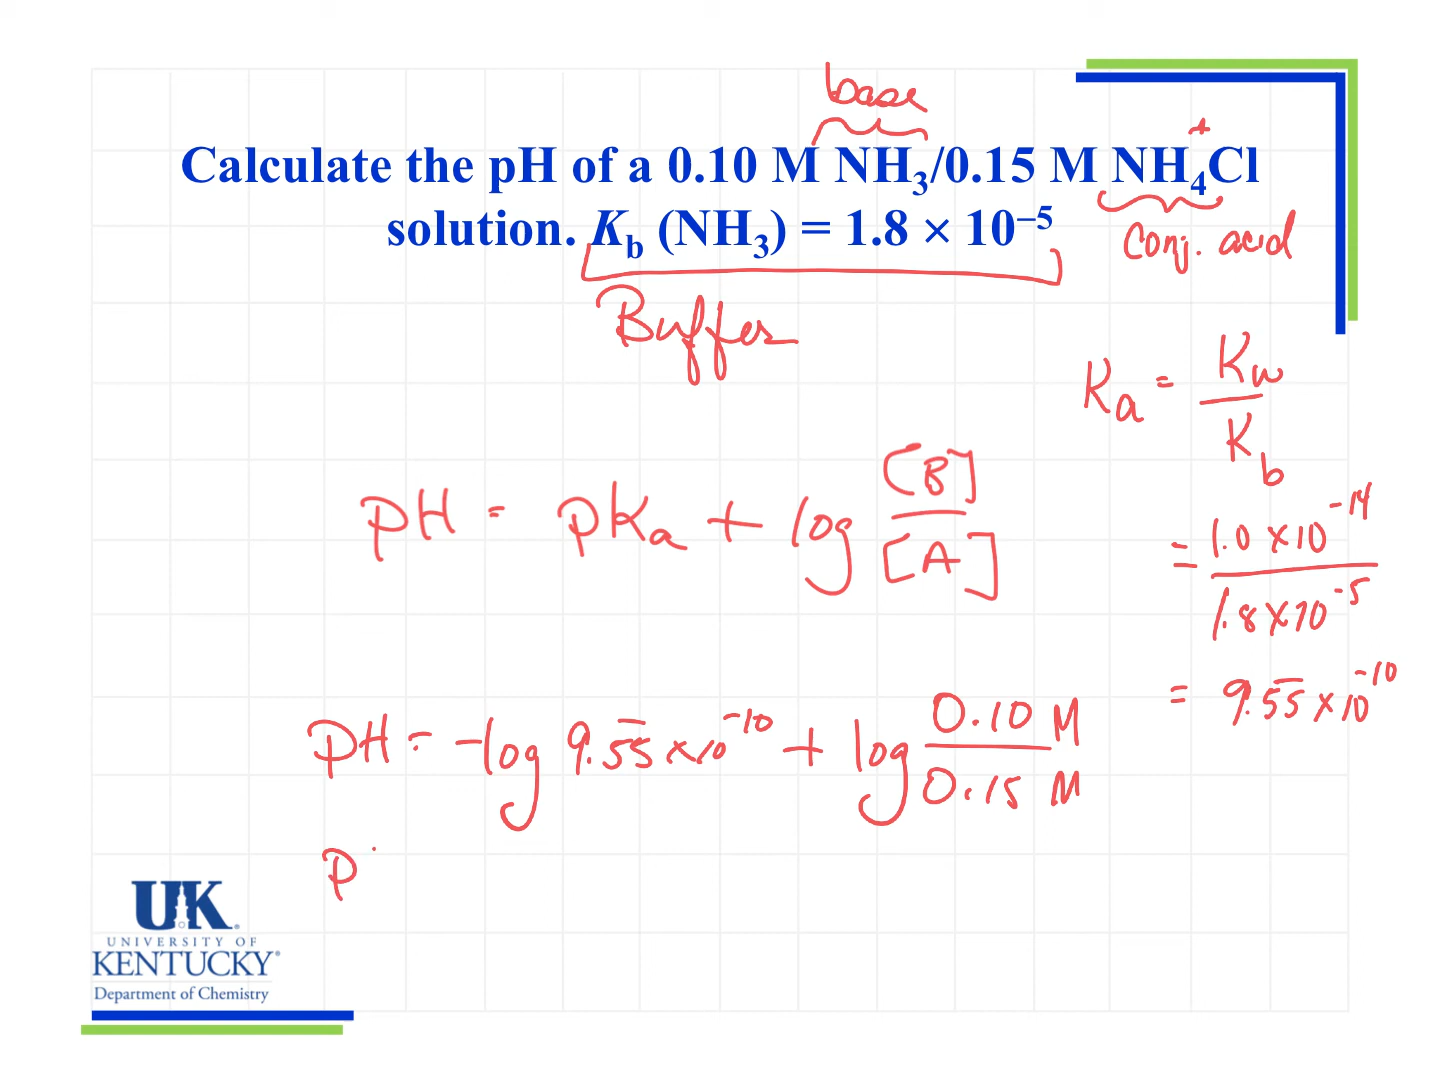 base
+
Calculate the pH of a 0.10 M NH₃/0.15 M NH₄Cl
solution. Kb (NH₃) = 1.8 × 10⁻⁵
conj. acid
Buffer
Ka = Kw / Kb
pH = pKa + log [B] / [A]
= 1.0 × 10⁻¹⁴ / 1.8 × 10⁻⁵
= 9.55 × 10⁻¹⁰
pH = -log 9.55 × 10⁻¹⁰ + log 0.10 M / 0.15 M
p
UK
UNIVERSITY OF
KENTUCKY
Department of Chemistry